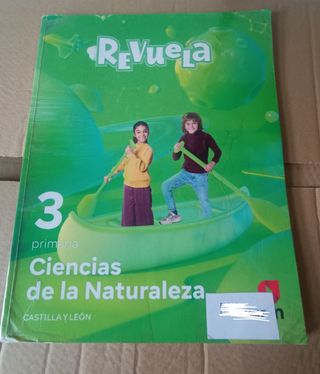 REVUELA
3
primaria
Ciencias
de la Naturaleza
CASTILLA Y LEÓN